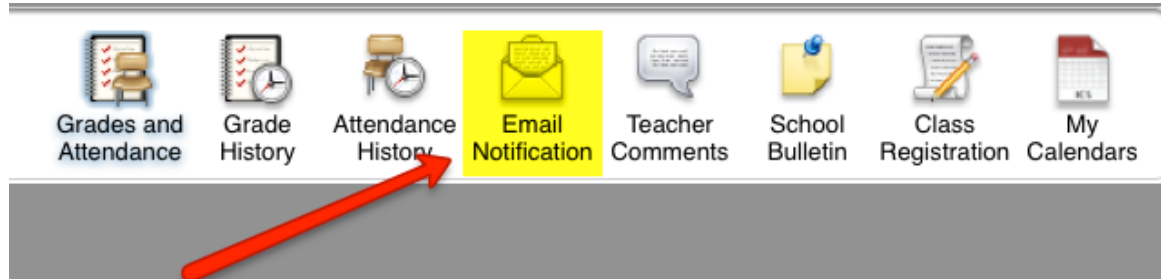 Grades and
Attendance
Grade
History
Attendance
History
Email
Notification
Teacher
Comments
School
Bulletin
Class
Registration
My
Calendars